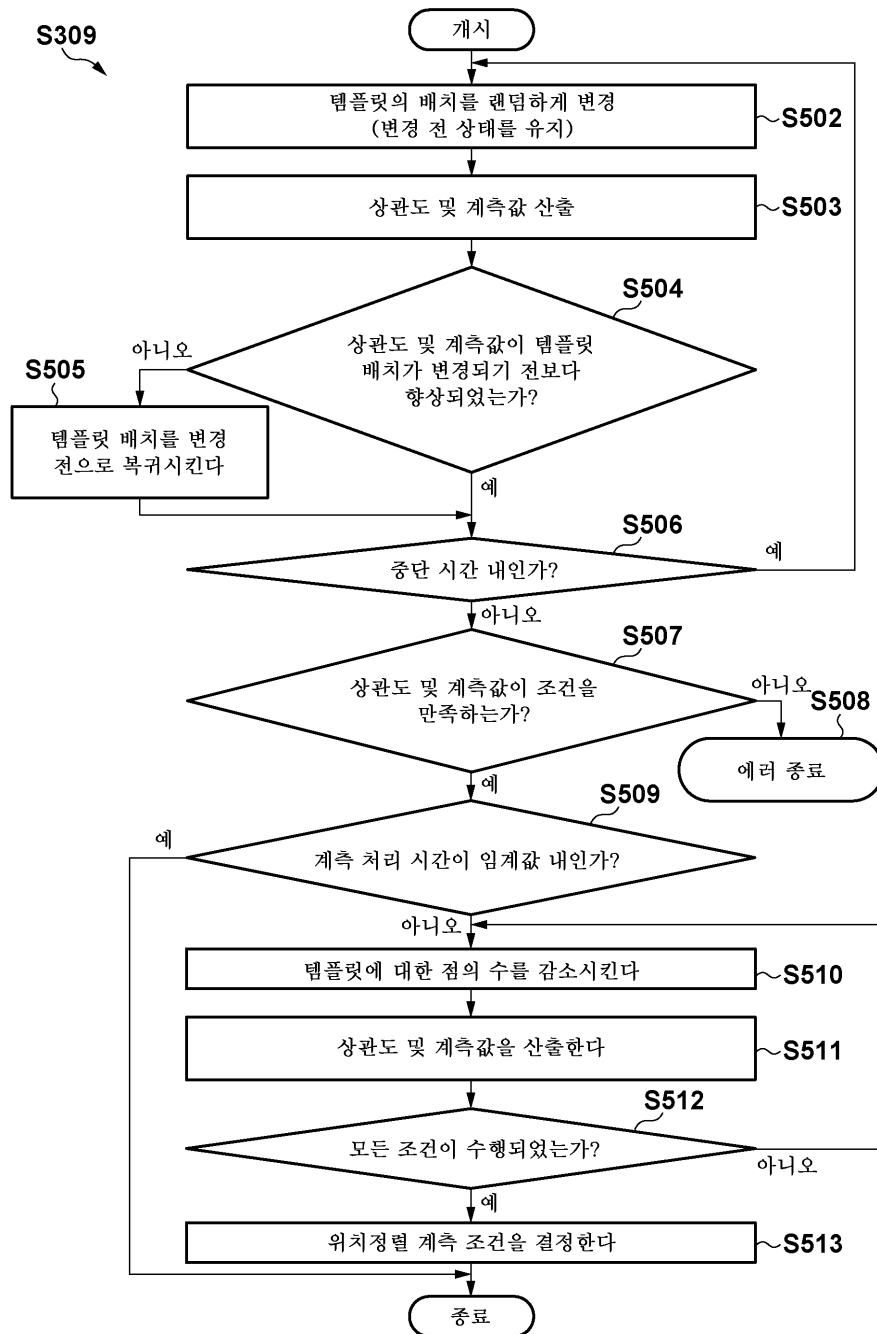 S309
개시
템플릿의 배치를 랜덤하게 변경
(변경 전 상태를 유지)
S502
상관도 및 계측값 산출
S503
S504
상관도 및 계측값이 템플릿
배치가 변경되기 전보다
향상되었는가?
아니오
S505
템플릿 배치를 변경
전으로 복귀시킨다
예
S506
중단 시간 내인가?
예
아니오
S507
상관도 및 계측값이 조건을
만족하는가?
아니오
S508
에러 종료
예
S509
계측 처리 시간이 임계값 내인가?
예
아니오
템플릿에 대한 점의 수를 감소시킨다
S510
상관도 및 계측값을 산출한다
S511
S512
모든 조건이 수행되었는가?
아니오
예
위치정렬 계측 조건을 결정한다
S513
종료